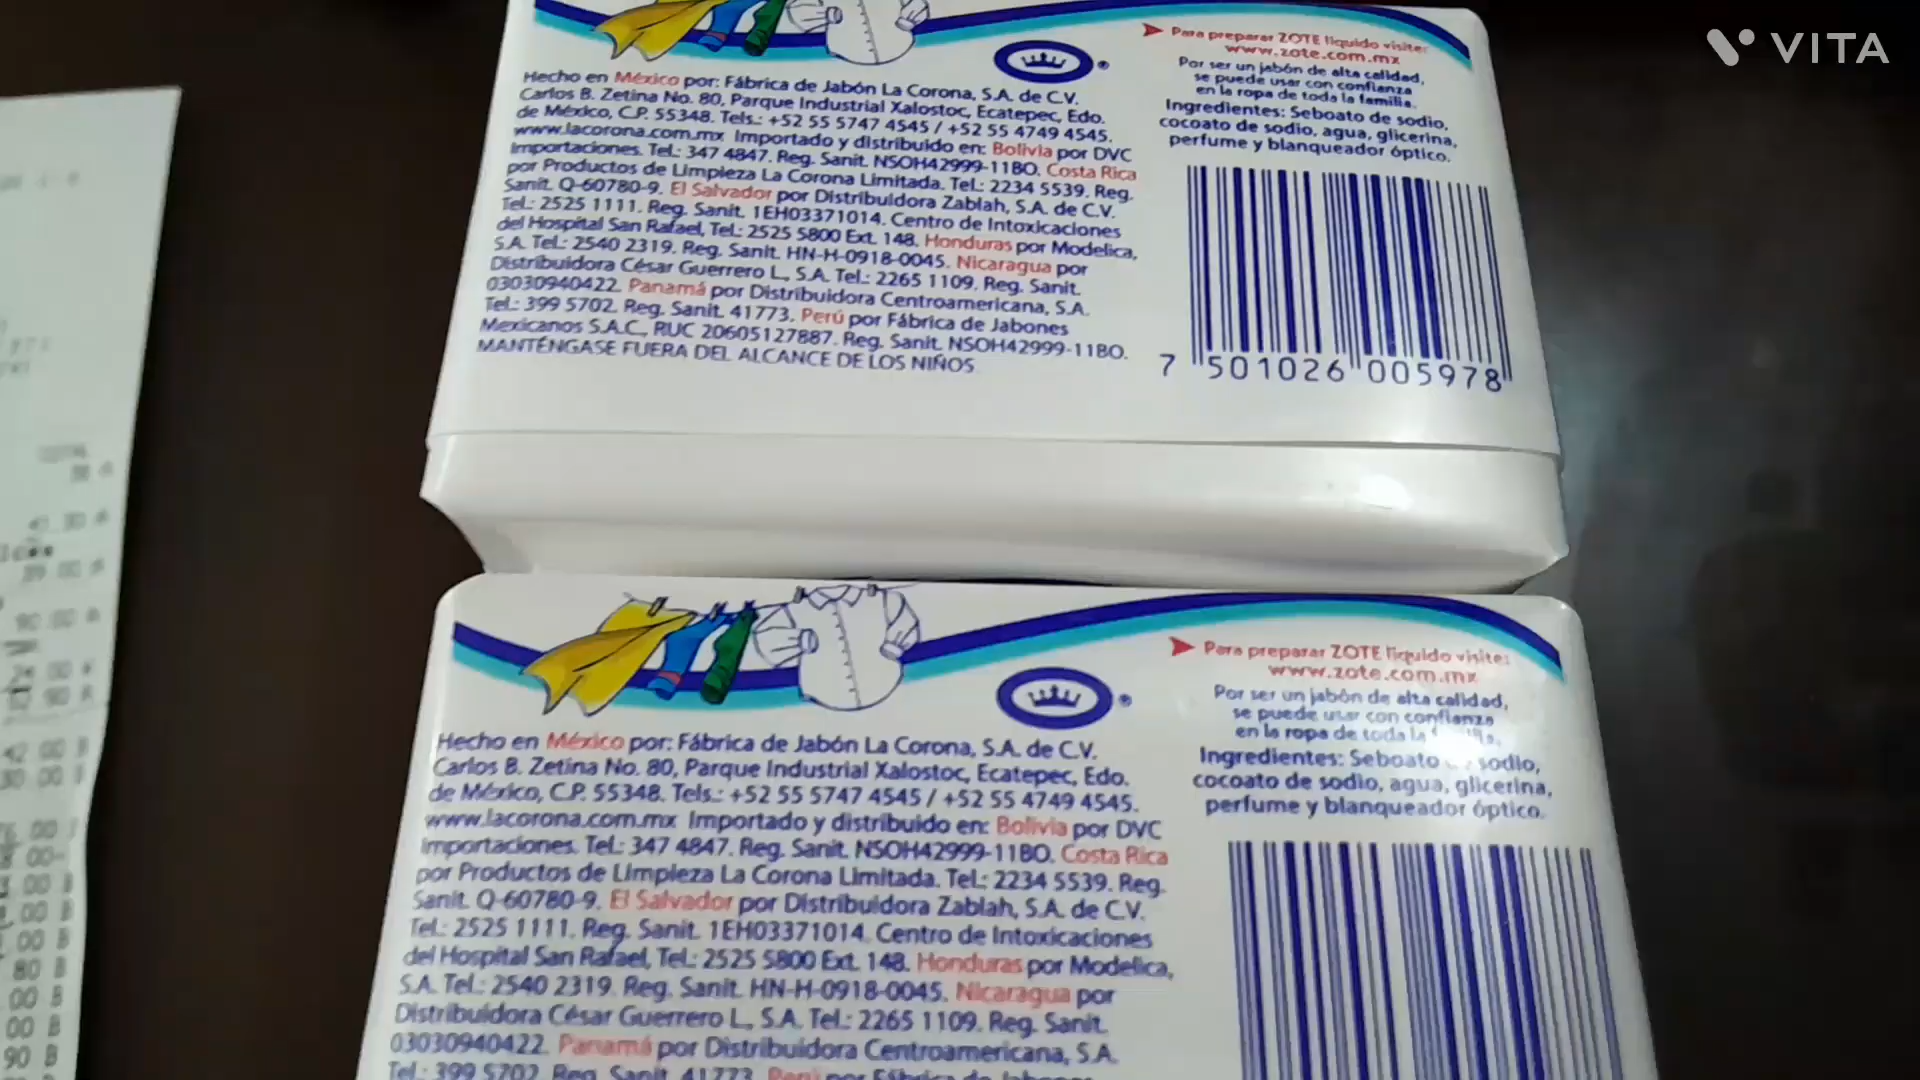 VITA
Para preparar ZOTE líquido visite:
www.zote.com.mx
Por ser un jabón de alta calidad,
se puede usar con confianza
en la ropa de toda la familia.
Ingredientes: Seboato de sodio,
cocoato de sodio, agua, glicerina,
perfume y blanqueador óptico.
Hecho en México por: Fábrica de Jabón La Corona, S.A. de C.V.
Carlos B. Zetina No. 80, Parque Industrial Xalostoc, Ecatepec, Edo.
de México, C.P. 55348. Tels.: +52 55 5747 4545 / +52 55 4749 4545.
www.lacorona.com.mx Importado y distribuido en: Bolivia por DVC
Importaciones. Tel.: 347 4847. Reg. Sanit. NSOH42999-11BO. Costa Rica
por Productos de Limpieza La Corona Limitada. Tel.: 2234 5539. Reg.
Sanit. Q-60780-9. El Salvador por Distribuidora Zablah, S.A. de C.V.
Tel.: 2525 1111. Reg. Sanit. 1EH03371014. Centro de Intoxicaciones
del Hospital San Rafael, Tel.: 2525 5800 Ext. 148. Honduras por Modelica,
S.A. Tel.: 2540 2319. Reg. Sanit. HN-H-0918-0045. Nicaragua por
Distribuidora César Guerrero L., S.A. Tel.: 2265 1109. Reg. Sanit.
03030940422. Panamá por Distribuidora Centroamericana, S.A.
Tel.: 399 5702. Reg. Sanit. 41773. Perú por Fábrica de Jabones
Mexicanos S.A.C., RUC 20605127887. Reg. Sanit. NSOH42999-11BO.
MANTÉNGASE FUERA DEL ALCANCE DE LOS NIÑOS
7 501026 005978
Para preparar ZOTE líquido visite:
www.zote.com.mx
Por ser un jabón de alta calidad,
se puede usar con confianza
en la ropa de toda la
Ingredientes: Seboato sodio,
cocoato de sodio, agua, glicerina,
perfume y blanqueador óptico.
Hecho en México por: Fábrica de Jabón La Corona, S.A. de C.V.
Carlos B. Zetina No. 80, Parque Industrial Xalostoc, Ecatepec, Edo.
de México, C.P. 55348. Tels.: +52 55 5747 4545 / +52 55 4749 4545.
www.lacorona.com.mx Importado y distribuido en: Bolivia por DVC
Importaciones. Tel.: 347 4847. Reg. Sanit. NSOH42999-11BO. Costa Rica
por Productos de Limpieza La Corona Limitada. Tel.: 2234 5539. Reg.
Sanit. Q-60780-9. El Salvador por Distribuidora Zablah, S.A. de C.V.
Tel.: 2525 1111. Reg. Sanit. 1EH03371014. Centro de Intoxicaciones
del Hospital San Rafael, Tel.: 2525 5800 Ext. 148. Honduras por Modelica,
S.A. Tel.: 2540 2319. Reg. Sanit. HN-H-0918-0045. Nicaragua por
Distribuidora César Guerrero L., S.A. Tel.: 2265 1109. Reg. Sanit.
03030940422. Panamá por Distribuidora Centroamericana, S.A.
Tel.: 399 5702. Reg. Sanit. 41773. Perú por Fábrica de Jabones